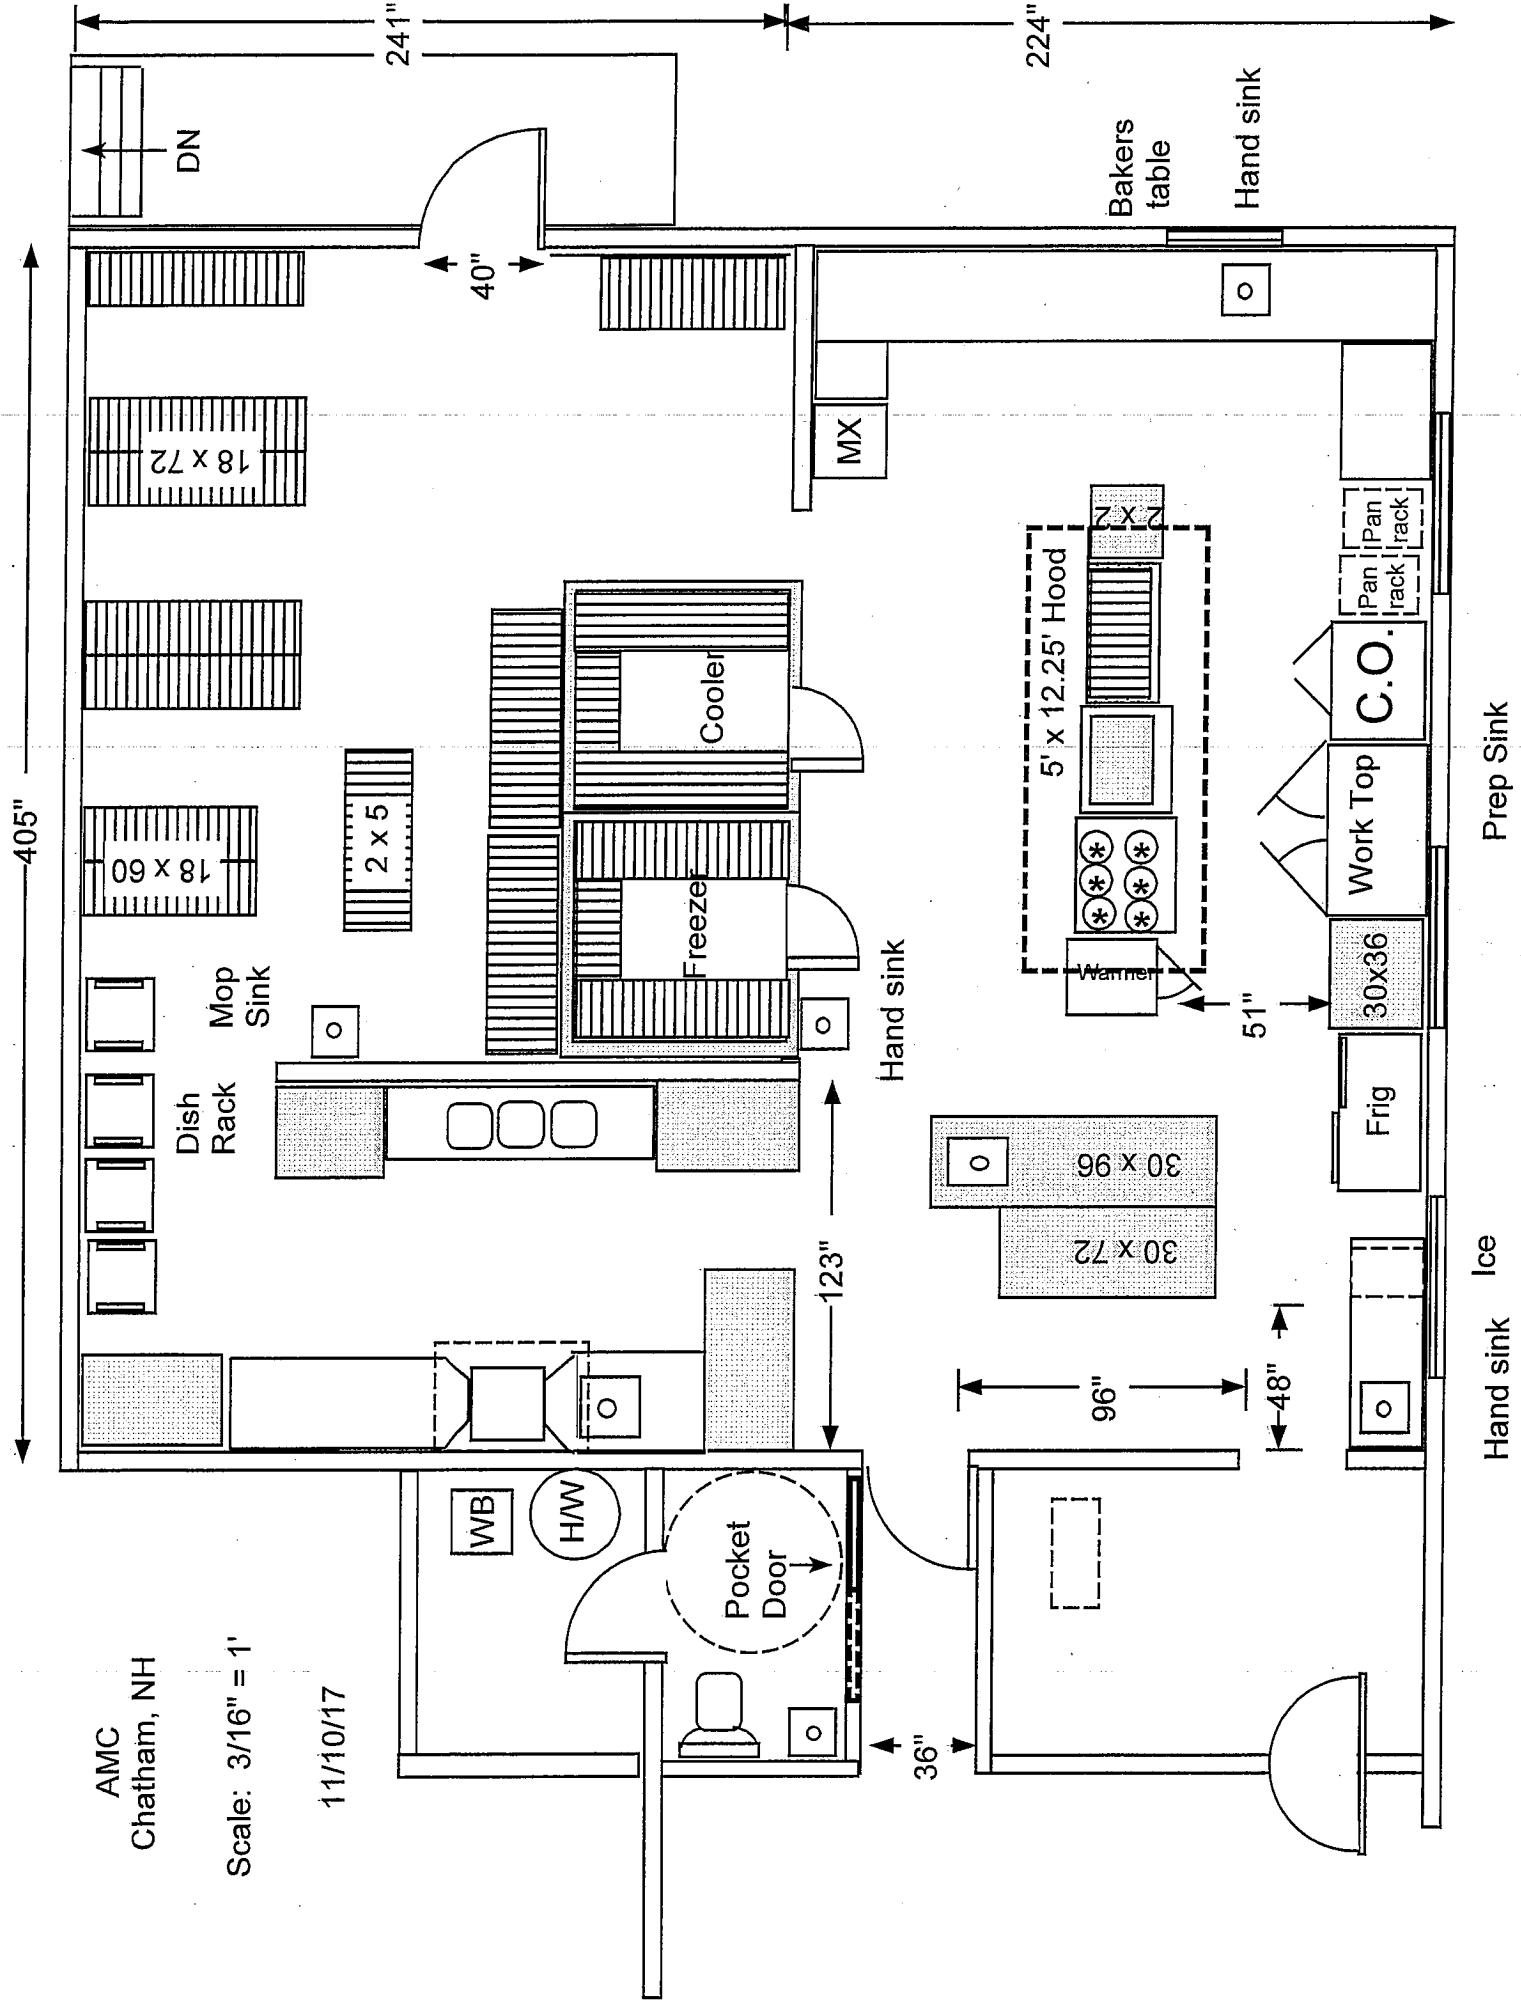 AMC
Chatham, NH
Scale: 3/16" = 1'
11/10/17
405"
241"
224"
DN
40"
18 x 72
18 x 60
2 x 5
Mop
Sink
Dish
Rack
Cooler
Freezer
Hand sink
123"
MX
Bakers
table
Hand sink
2 x 2
5' x 12.25' Hood
Warmer
51"
Pan
rack
Pan
rack
C.O.
Work Top
30x36
Frig
Prep Sink
30 x 96
30 x 72
96"
48"
Ice
Hand sink
WB
H/W
Pocket
Door
36"